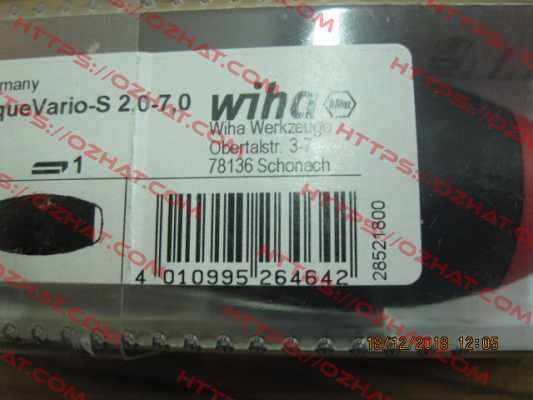 rmany
queVario-S 2,0-7,0
wiha
Wiha Werkzeuge
Obertalstr. 3-7
78136 Schonach
1
4 010995 264642
28521800
18/12/2018 12:05
HTTPS://OZHAT.COM